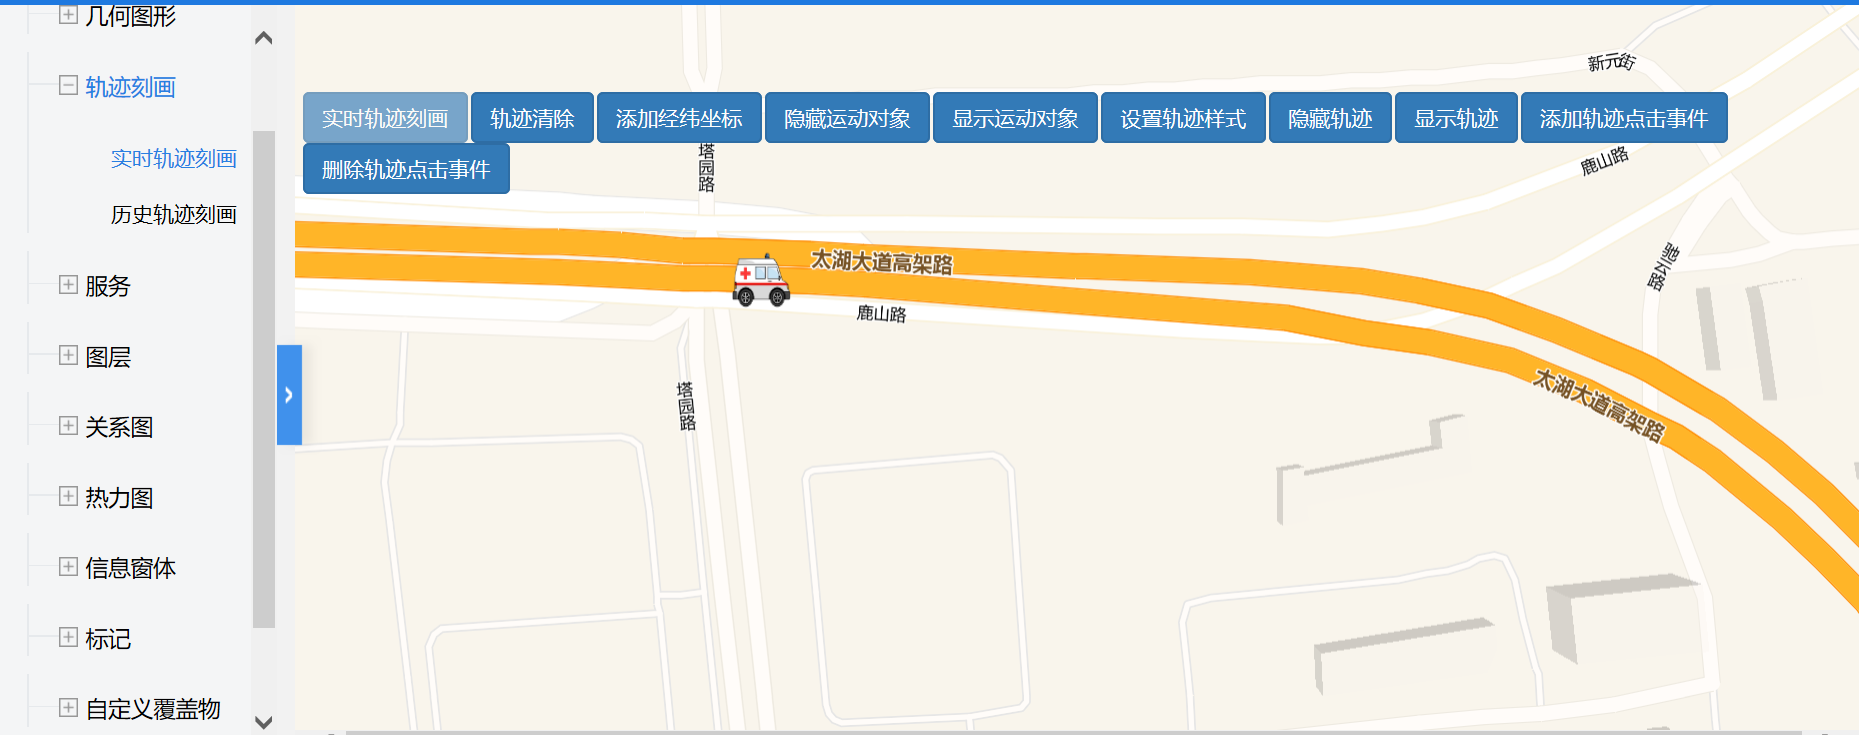 几何图形
轨迹刻画
实时轨迹刻画
历史轨迹刻画
服务
图层
关系图
热力图
信息窗体
标记
自定义覆盖物
实时轨迹刻画 轨迹清除 添加经纬坐标 隐藏运动对象 显示运动对象 设置轨迹样式 隐藏轨迹 显示轨迹 添加轨迹点击事件
删除轨迹点击事件
新元街
塔园路
鹿山路
太湖大道高架路
驰云路
鹿山路
塔园路
太湖大道高架路